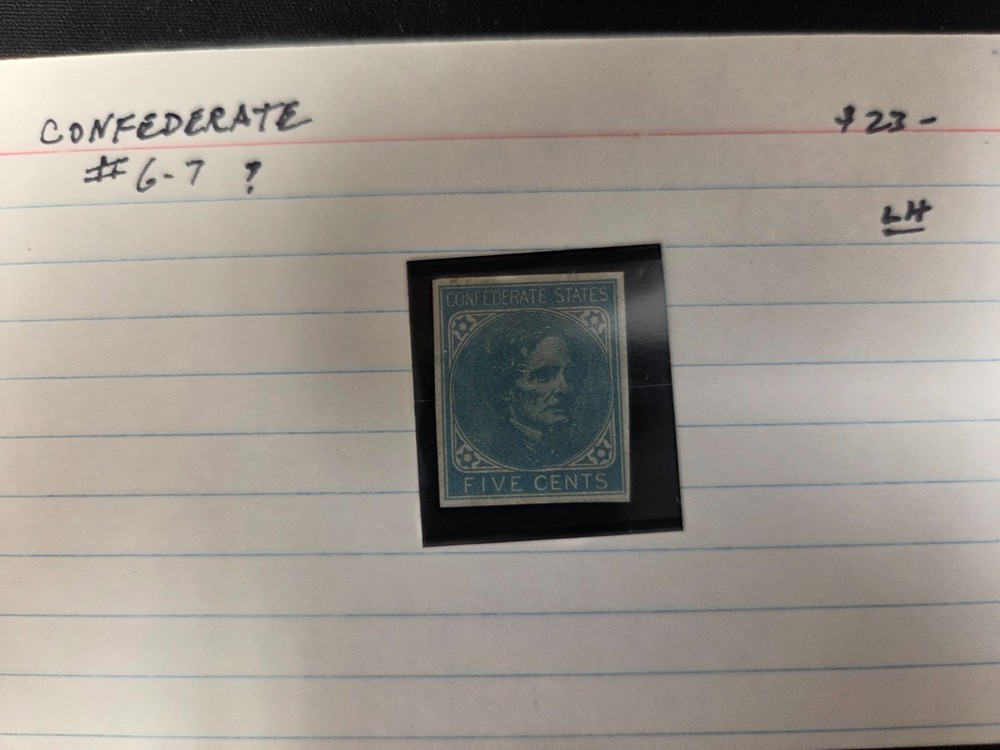 CONFEDERATE
$23-
#6-7 ?
LH
CONFEDERATE STATES
FIVE CENTS